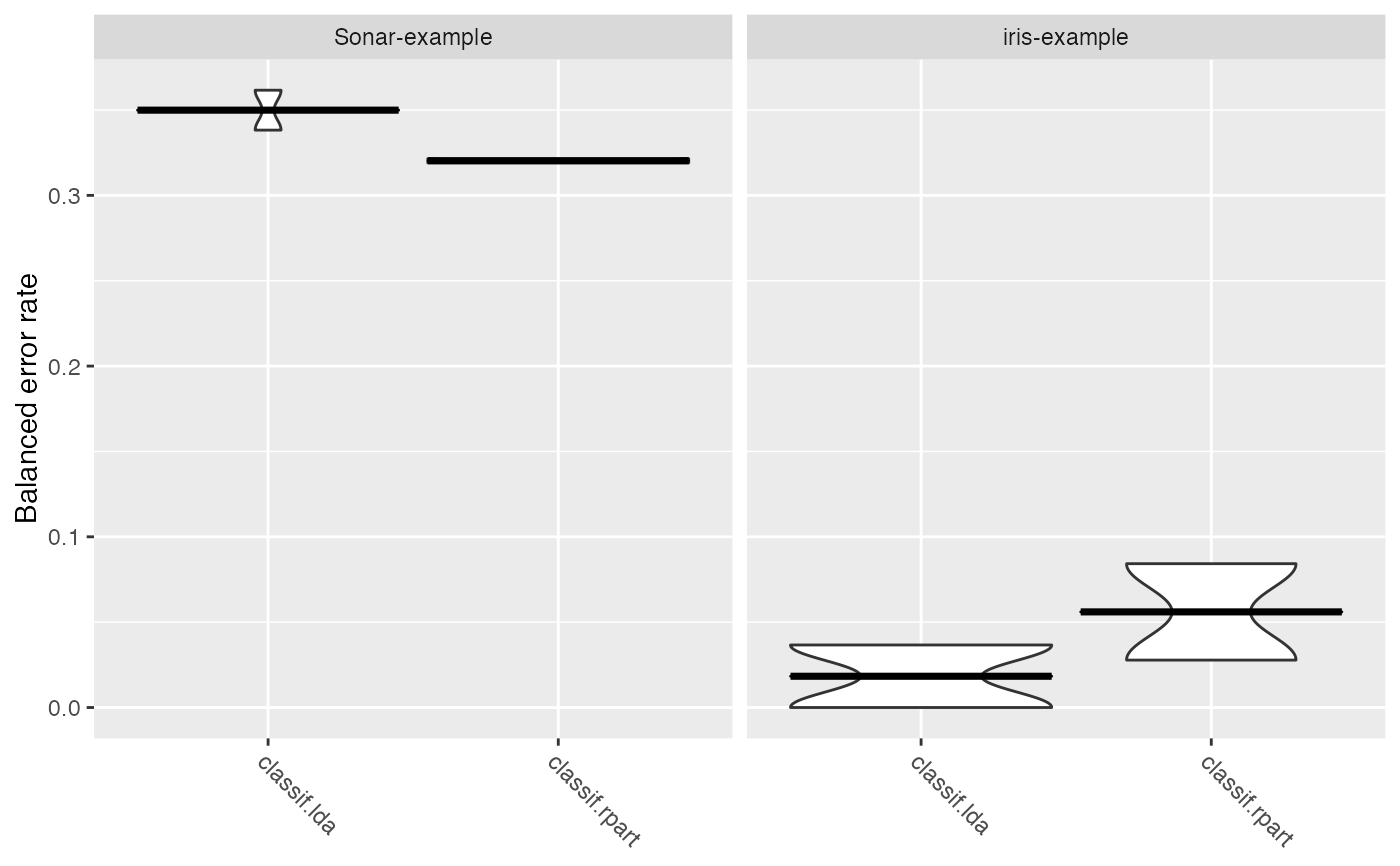 Sonar-example
iris-example
Balanced error rate
0.3
0.2
0.1
0.0
classif.lda
classif.rpart
classif.lda
classif.rpart